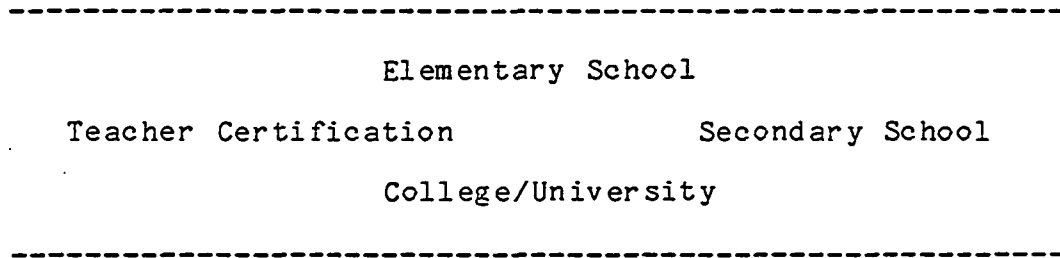 Elementary School
Teacher Certification Secondary School
College/University